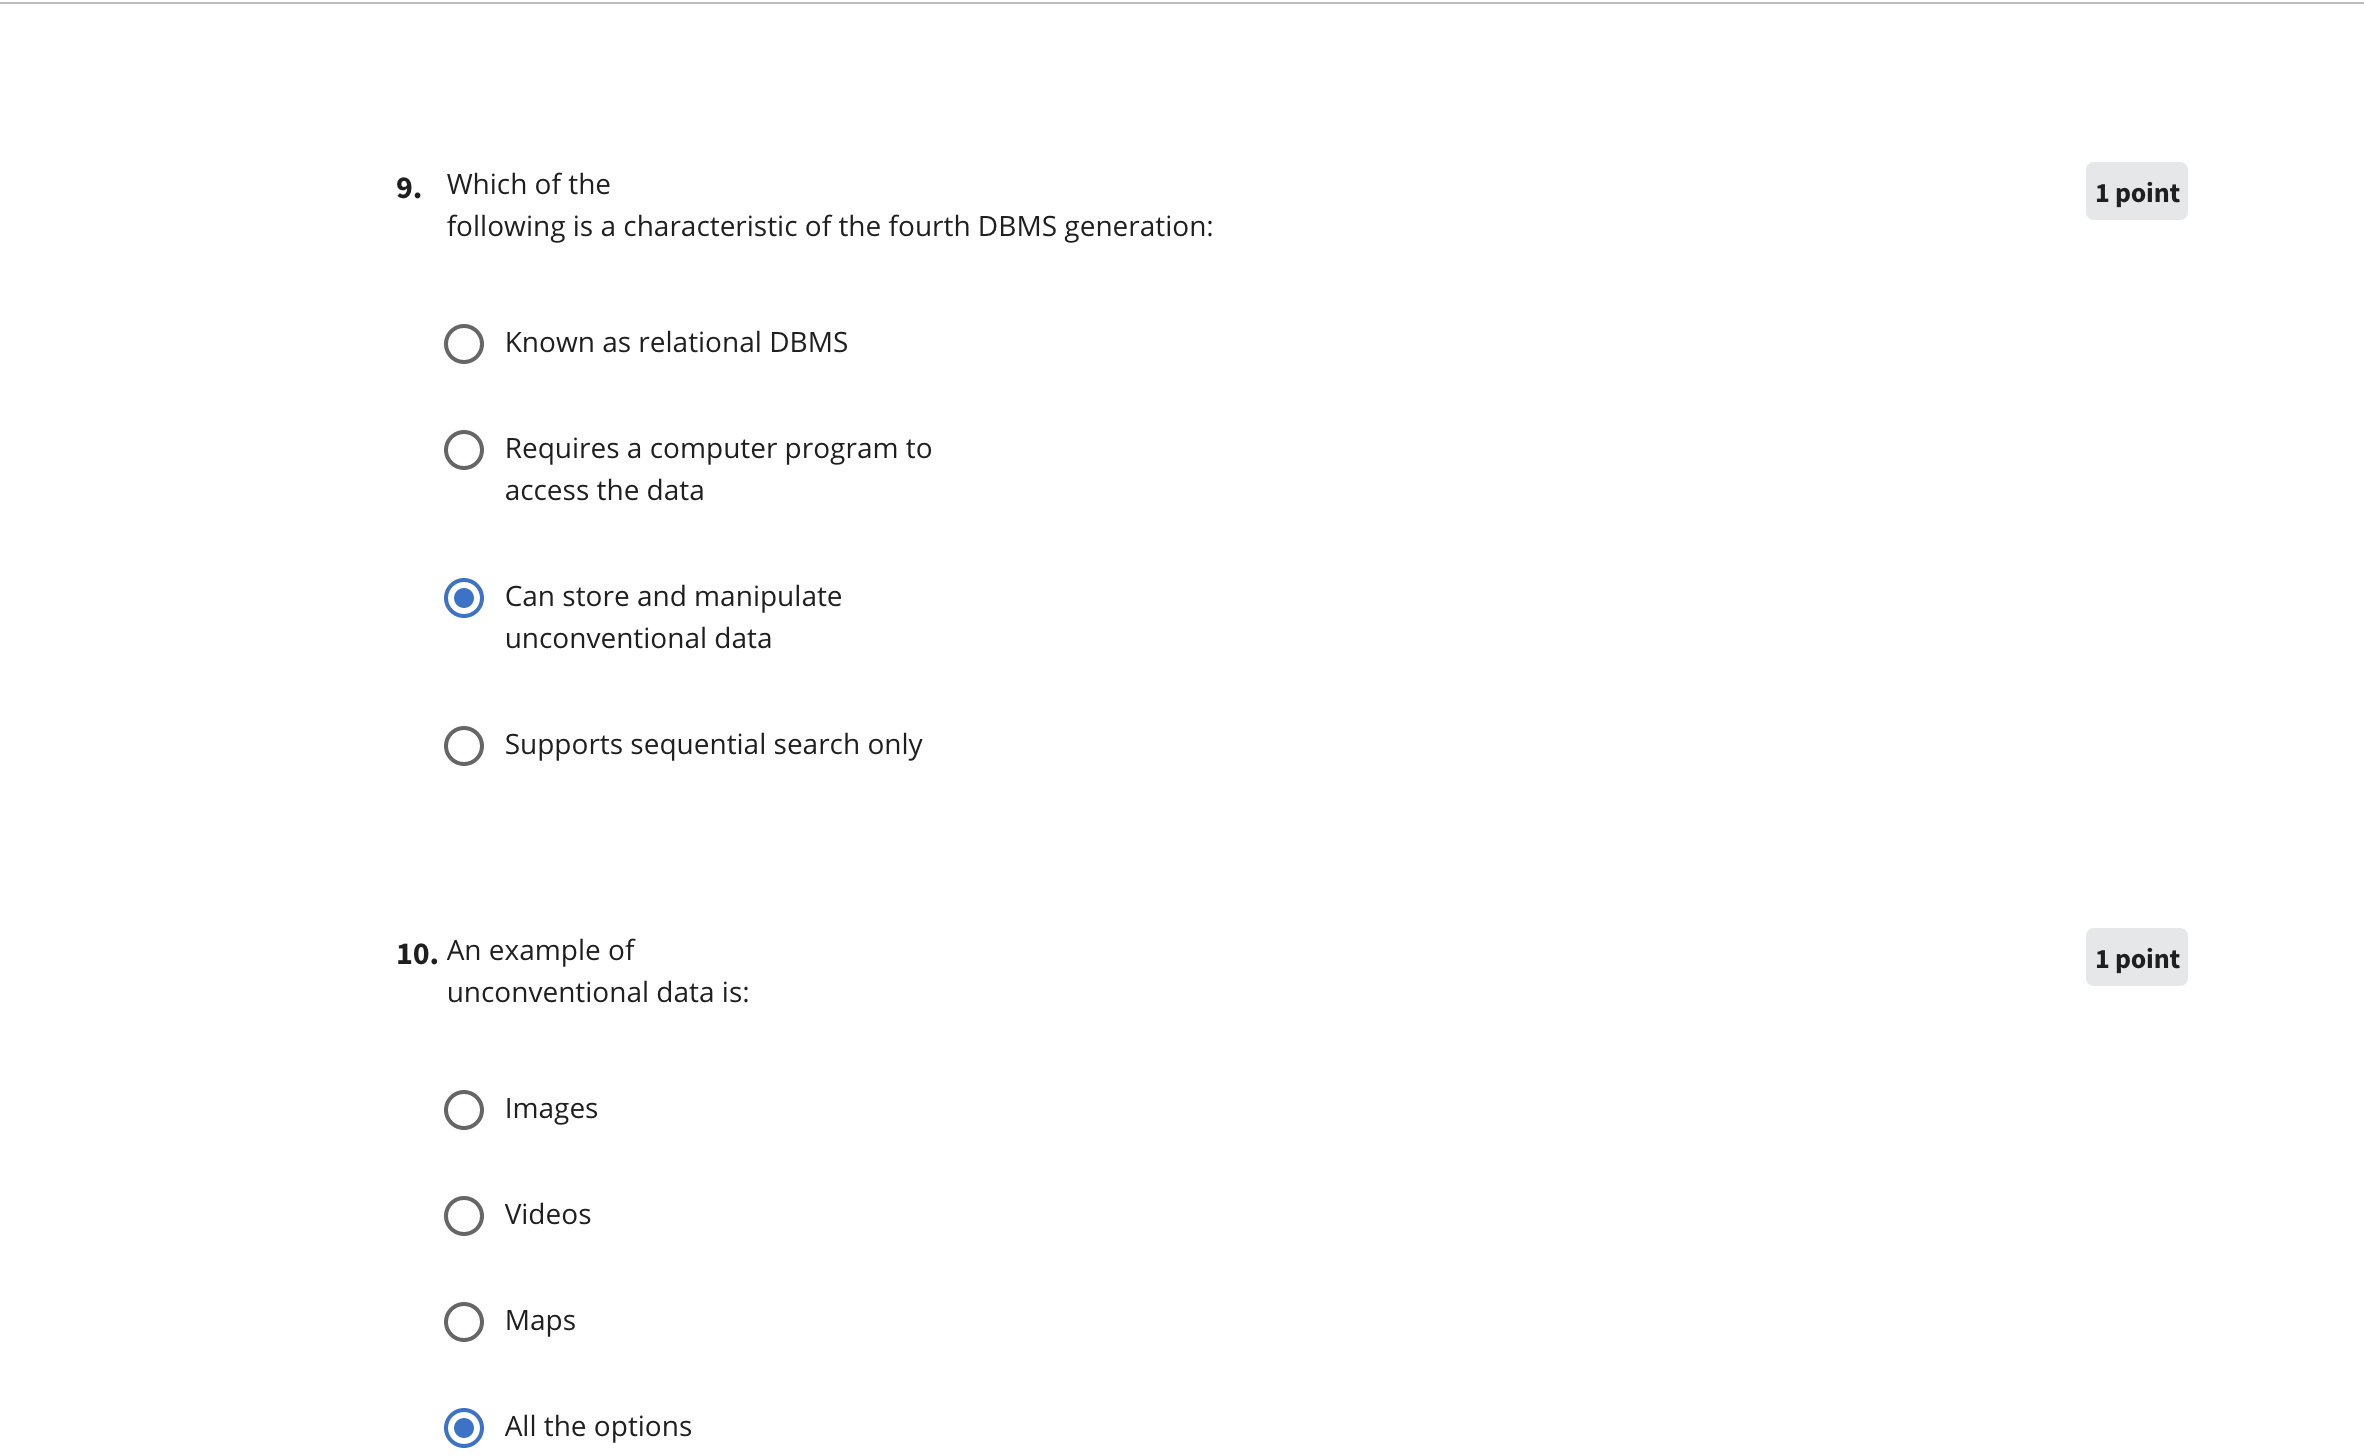 9. Which of the
following is a characteristic of the fourth DBMS generation:
1 point
Known as relational DBMS
Requires a computer program to
access the data
Can store and manipulate
unconventional data
Supports sequential search only
10. An example of
unconventional data is:
1 point
Images
Videos
Maps
All the options